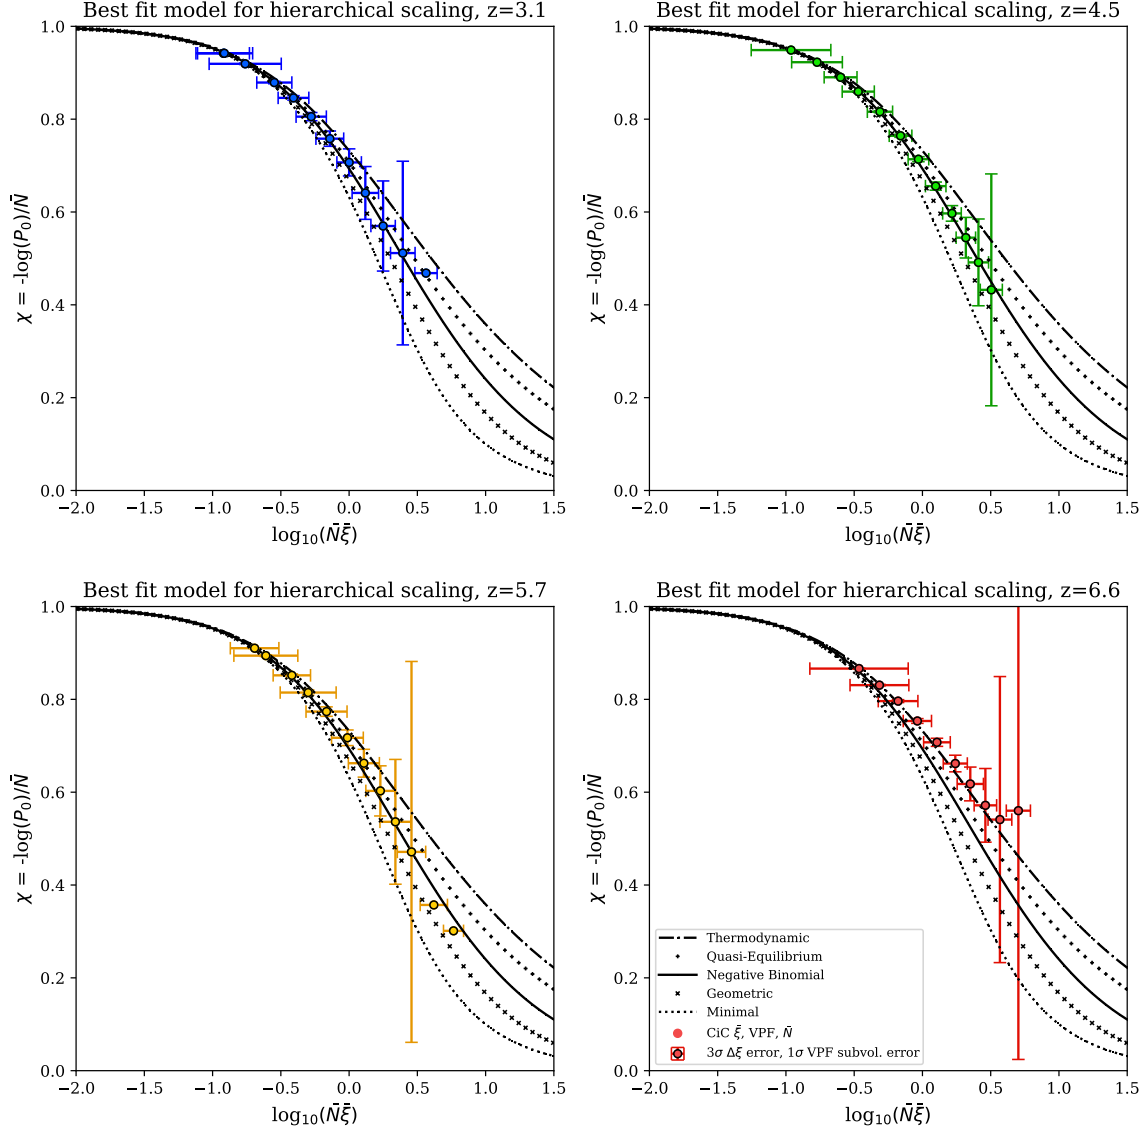 Best fit model for hierarchical scaling, z=3.1
1.0
0.8
0.6
0.4
0.2
0.0
χ = -log(P₀)/N̄
−2.0 −1.5 −1.0 −0.5 0.0 0.5 1.0 1.5
log₁₀(N̄ξ̄)
Best fit model for hierarchical scaling, z=4.5
1.0
0.8
0.6
0.4
0.2
0.0
χ = -log(P₀)/N̄
−2.0 −1.5 −1.0 −0.5 0.0 0.5 1.0 1.5
log₁₀(N̄ξ̄)
Best fit model for hierarchical scaling, z=5.7
1.0
0.8
0.6
0.4
0.2
0.0
χ = -log(P₀)/N̄
−2.0 −1.5 −1.0 −0.5 0.0 0.5 1.0 1.5
log₁₀(N̄ξ̄)
Best fit model for hierarchical scaling, z=6.6
1.0
0.8
0.6
0.4
0.2
0.0
χ = -log(P₀)/N̄
Thermodynamic
Quasi-Equilibrium
Negative Binomial
Geometric
Minimal
CiC ξ̄, VPF, N̄
3σ Δξ error, 1σ VPF subvol. error
−2.0 −1.5 −1.0 −0.5 0.0 0.5 1.0 1.5
log₁₀(N̄ξ̄)